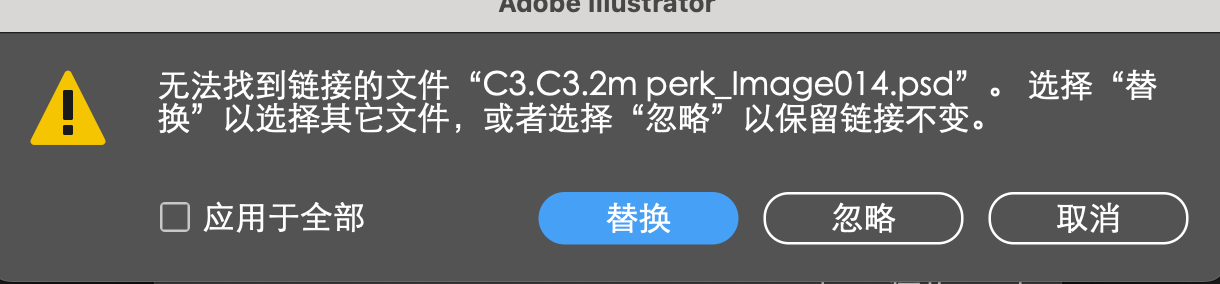 Adobe Illustrator
无法找到链接的文件“C3.C3.2m perk_Image014.psd”。 选择“替
换”以选择其它文件，或者选择“忽略”以保留链接不变。
应用于全部
替换
忽略
取消